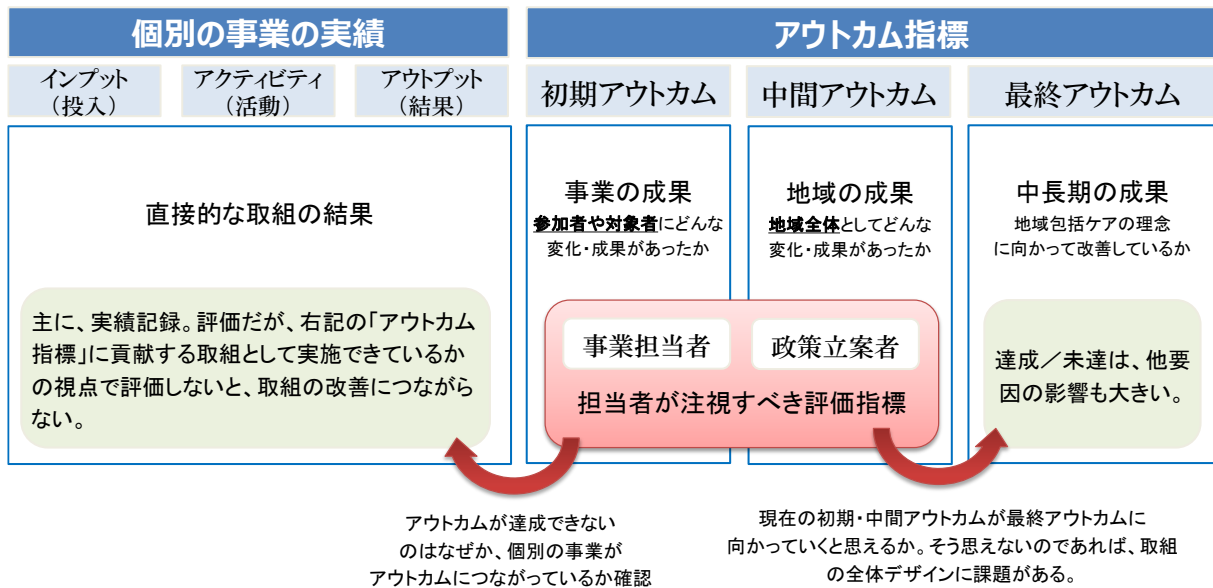 個別の事業の実績
アウトカム指標
インプット
（投入）
アクティビティ
（活動）
アウトプット
（結果）
初期アウトカム
中間アウトカム
最終アウトカム
直接的な取組の結果
事業の成果
参加者や対象者にどんな
変化・成果があったか
地域の成果
地域全体としてどんな
変化・成果があったか
中長期の成果
地域包括ケアの理念
に向かって改善しているか
主に、実績記録。評価だが、右記の「アウトカム
指標」に貢献する取組として実施できているか
の視点で評価しないと、取組の改善につながら
ない。
事業担当者
政策立案者
担当者が注視すべき評価指標
達成／未達は、他要
因の影響も大きい。
アウトカムが達成できない
のはなぜか、個別の事業が
アウトカムにつながっているか確認
現在の初期・中間アウトカムが最終アウトカムに
向かっていくと思えるか。そう思えないのであれば、取組
の全体デザインに課題がある。